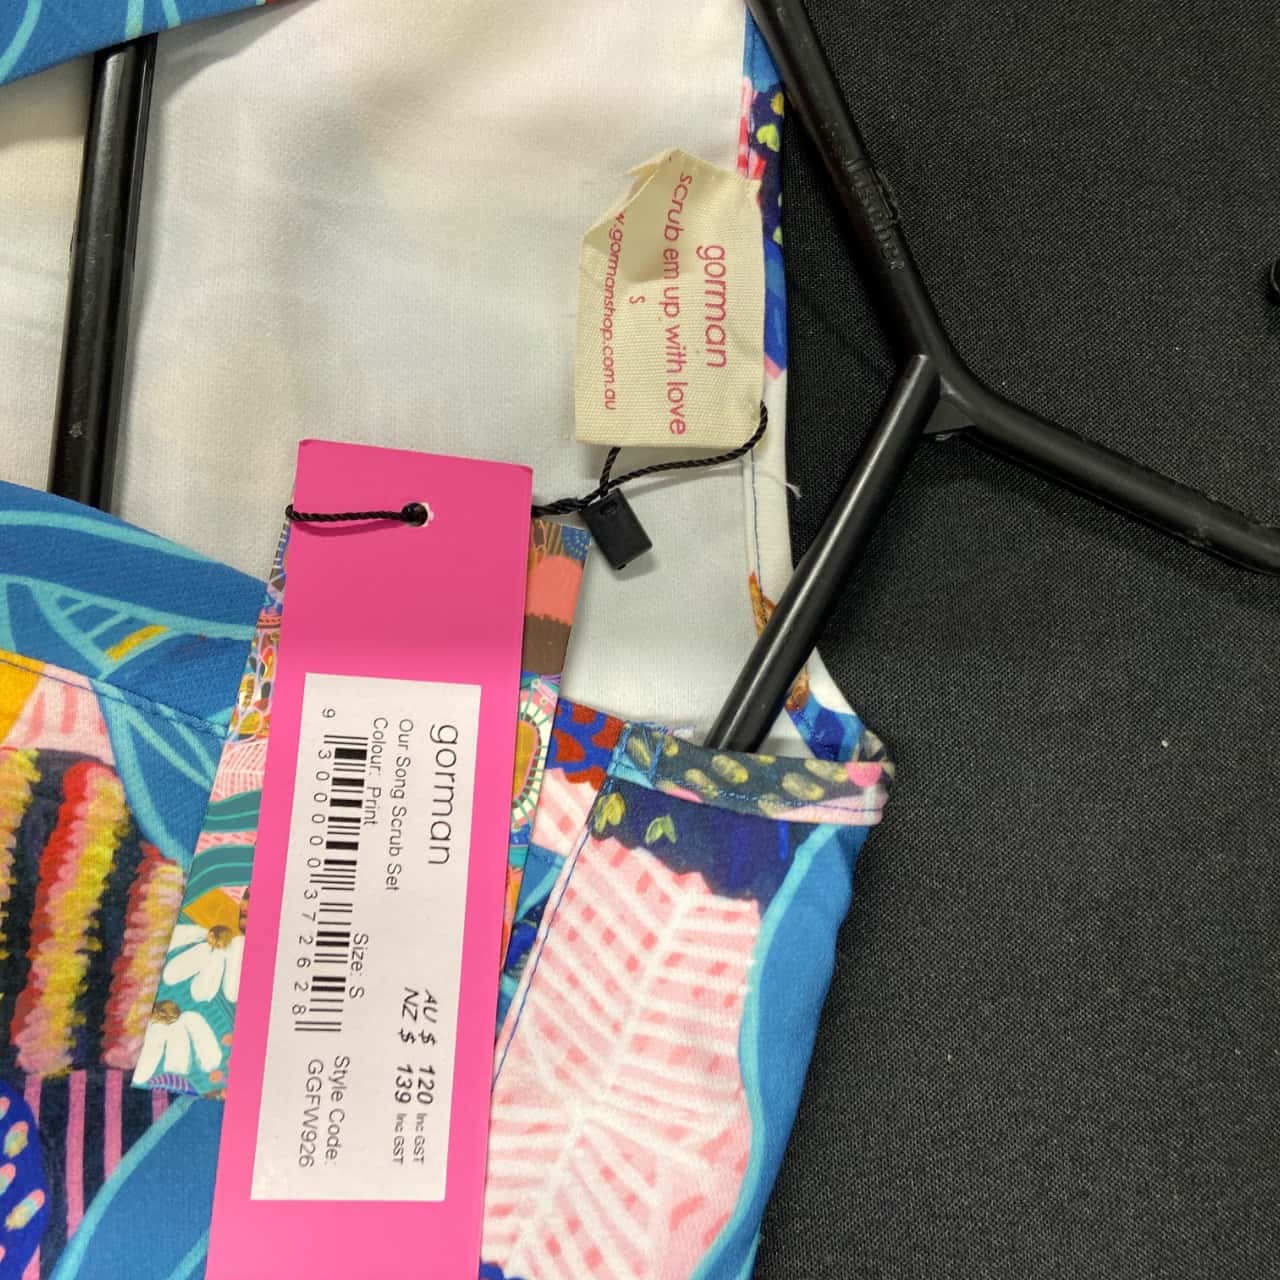 gorman
scrub em up with love
S
w.gormanshop.com.au
gorman
Our Song Scrub Set
Colour: Print
Size: S
AU $ 120 Inc GST
NZ $ 139 Inc GST
Style Code:
GGFW926
9 300000 372628